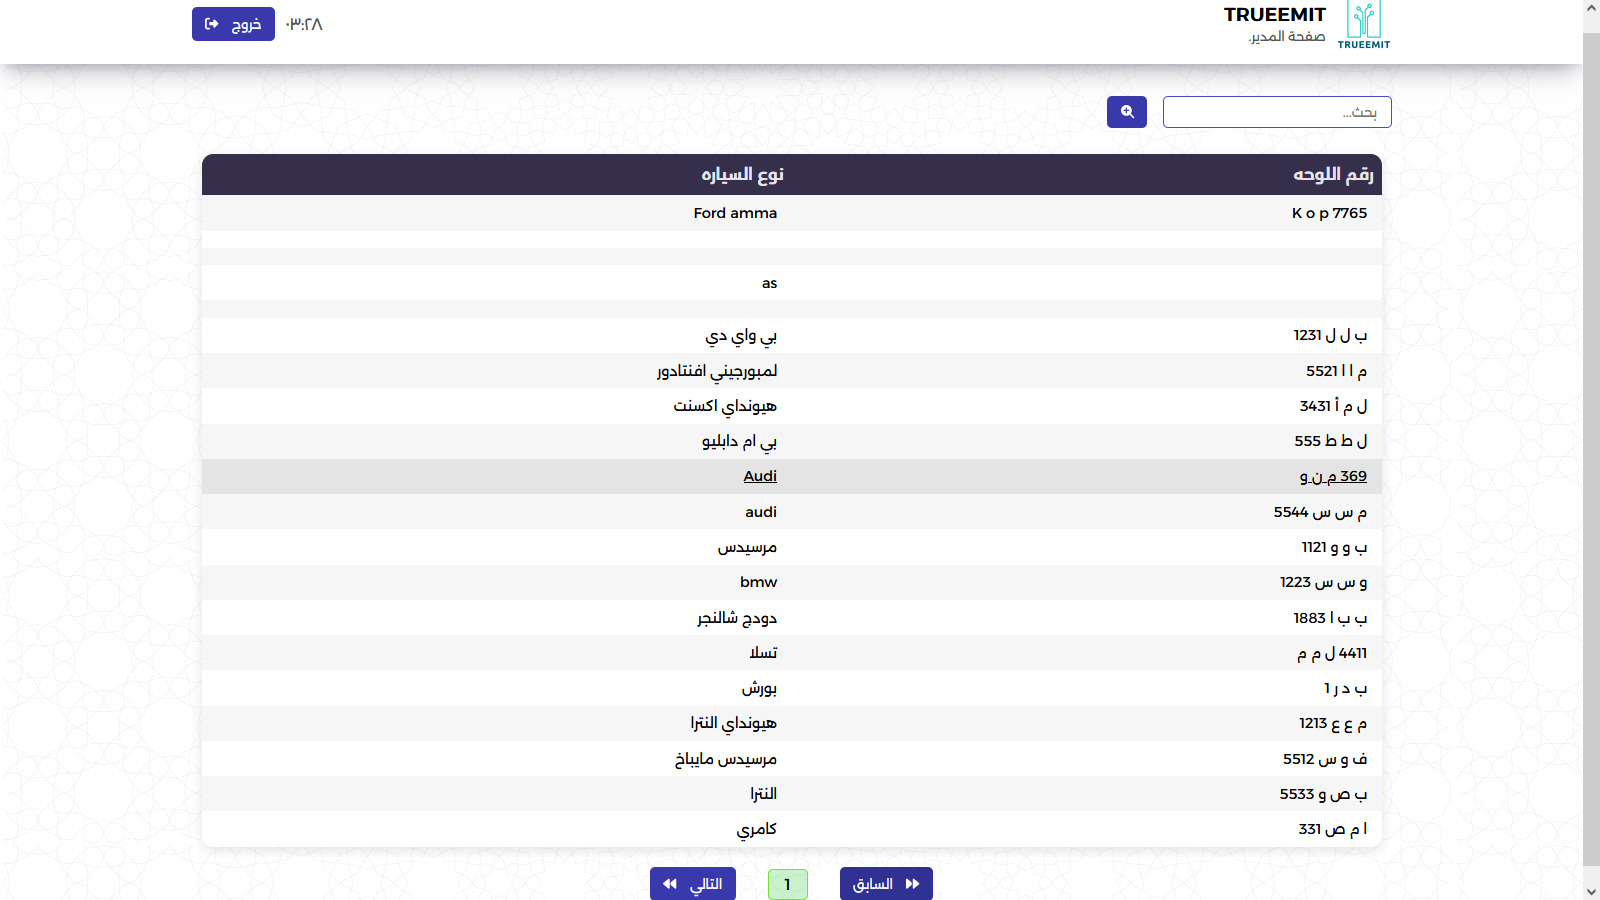 TRUEEMIT
TRUEEMIT
صفحة المدير.
٠٣:٢٨
خروج
بحث...
رقم اللوحه نوع السياره
K o p 7765 Ford amma
as
ب ل ل 1231 بي واي دي
م ا ا 5521 لمبورجيني افنتادور
ل م أ 3431 هيونداي اكسنت
ل ط ط 555 بي ام دابليو
369 م ن و Audi
م س س 5544 audi
ب و و 1121 مرسيدس
و س س 1223 bmw
ب ب ا 1883 دودج شالنجر
4411 ل م م تسلا
ب د ر 1 بورش
م ع ع 1213 هيونداي النترا
ف و س 5512 مرسيدس مايباخ
ب ص و 5533 النترا
ا م ص 331 كامري
السابق 1 التالي